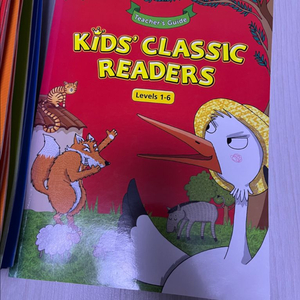 Teacher's Guide
KIDS' CLASSIC
READERS
Levels 1-6